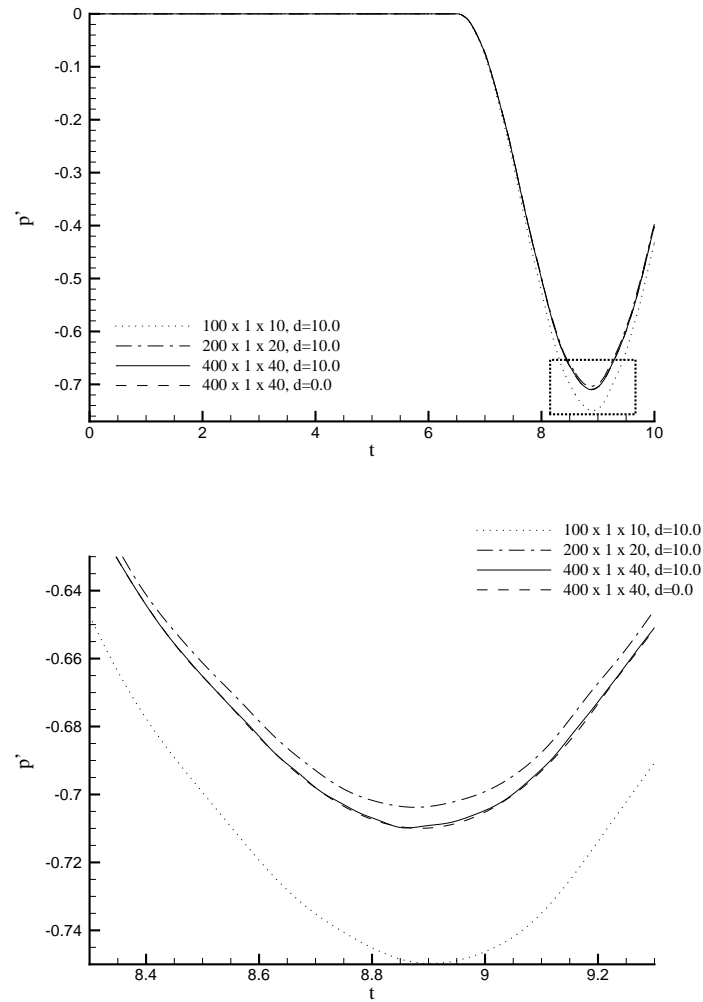 0
-0.1
-0.2
-0.3
-0.4
-0.5
-0.6
-0.7
p'
100 x 1 x 10, d=10.0
200 x 1 x 20, d=10.0
400 x 1 x 40, d=10.0
400 x 1 x 40, d=0.0
0 2 4 6 8 10
t
100 x 1 x 10, d=10.0
200 x 1 x 20, d=10.0
400 x 1 x 40, d=10.0
400 x 1 x 40, d=0.0
-0.64
-0.66
-0.68
-0.7
-0.72
-0.74
p'
8.4 8.6 8.8 9 9.2
t